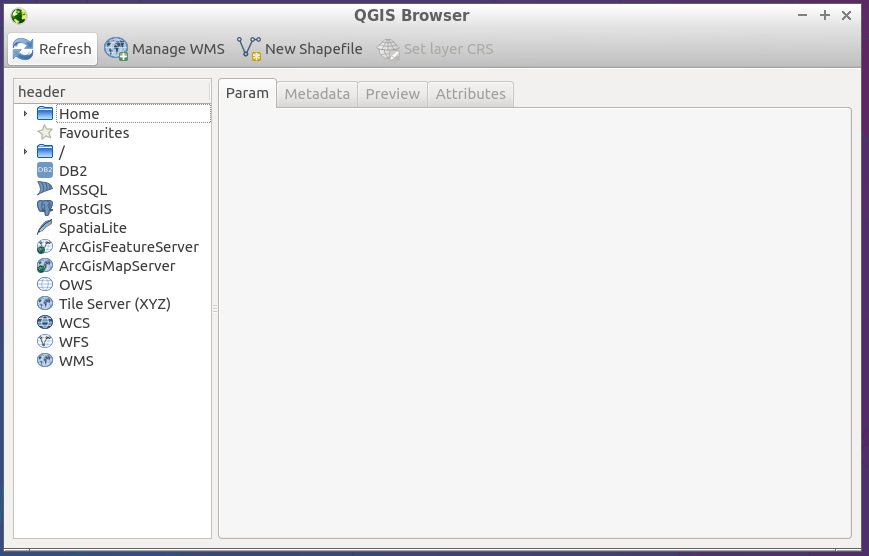 QGIS Browser
Refresh Manage WMS New Shapefile Set layer CRS
header
Param Metadata Preview Attributes
Home
Favourites
/
DB2 DB2
MSSQL
PostGIS
SpatiaLite
ArcGisFeatureServer
ArcGisMapServer
OWS
Tile Server (XYZ)
WCS
WFS
WMS